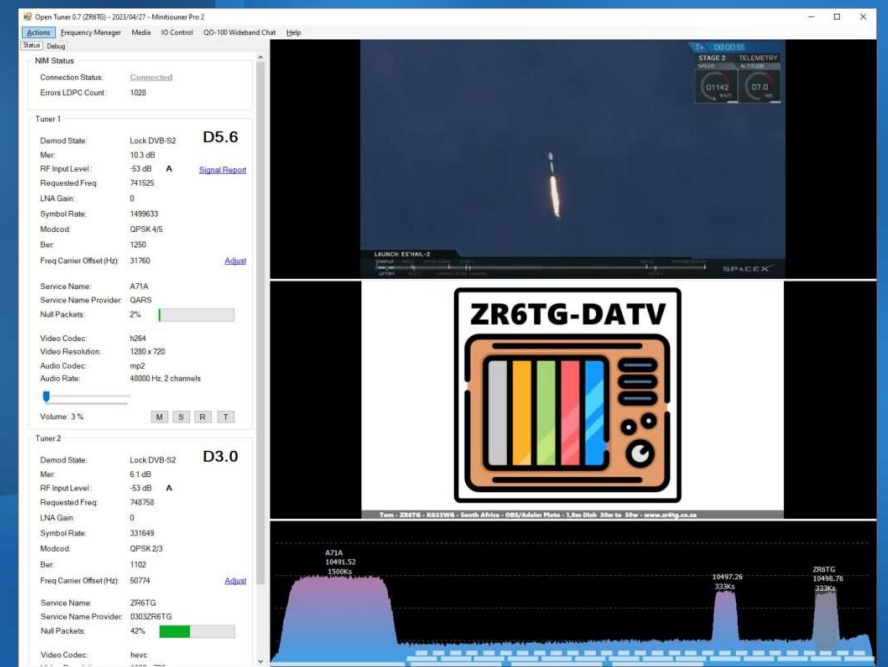 Open Tuner 0.7 (ZR6TG) - 2023/04/27 - Minitiouner Pro 2
Actions Frequency Manager Media IO Control QO-100 Wideband Chat Help
Status Debug
NIM Status
Connection Status: Connected
Errors LDPC Count: 1028
Tuner 1
Demod State: Lock DVB-S2 D5.6
Mer: 10.3 dB
RF Input Level: -53 dB A Signal Report
Requested Freq: 741525
LNA Gain: 0
Symbol Rate: 1499633
Modcod: QPSK 4/5
Ber: 1250
Freq Carrier Offset (Hz): 31760 Adjust
Service Name: A71A
Service Name Provider: QARS
Null Packets: 2%
Video Codec: h264
Video Resolution: 1280 x 720
Audio Codec: mp2
Audio Rate: 48000 Hz, 2 channels
Volume: 3 % M S R T
Tuner 2
Demod State: Lock DVB-S2 D3.0
Mer: 6.1 dB
RF Input Level: -53 dB A
Requested Freq: 748758
LNA Gain: 0
Symbol Rate: 331649
Modcod: QPSK 2/3
Ber: 1102
Freq Carrier Offset (Hz): 50774 Adjust
Service Name: ZR6TG
Service Name Provider: 0303ZR6TG
Null Packets: 42%
Video Codec: hevc
T+ 00:00:55
STAGE 2 TELEMETRY
SPEED ALTITUDE
01142 07.0
LAUNCH: ES'HAIL-2
STARTUP
LIFTOFF
SPACEX
ZR6TG-DATV
Tom - ZR6TG - KG33WG - South Africa - OBS/Adalm Pluto - 1,8m Dish 30w to 50w - www.zr6tg.co.za
A71A
10491.52
1500Ks
10497.26
333Ks
ZR6TG
10498.76
333Ks